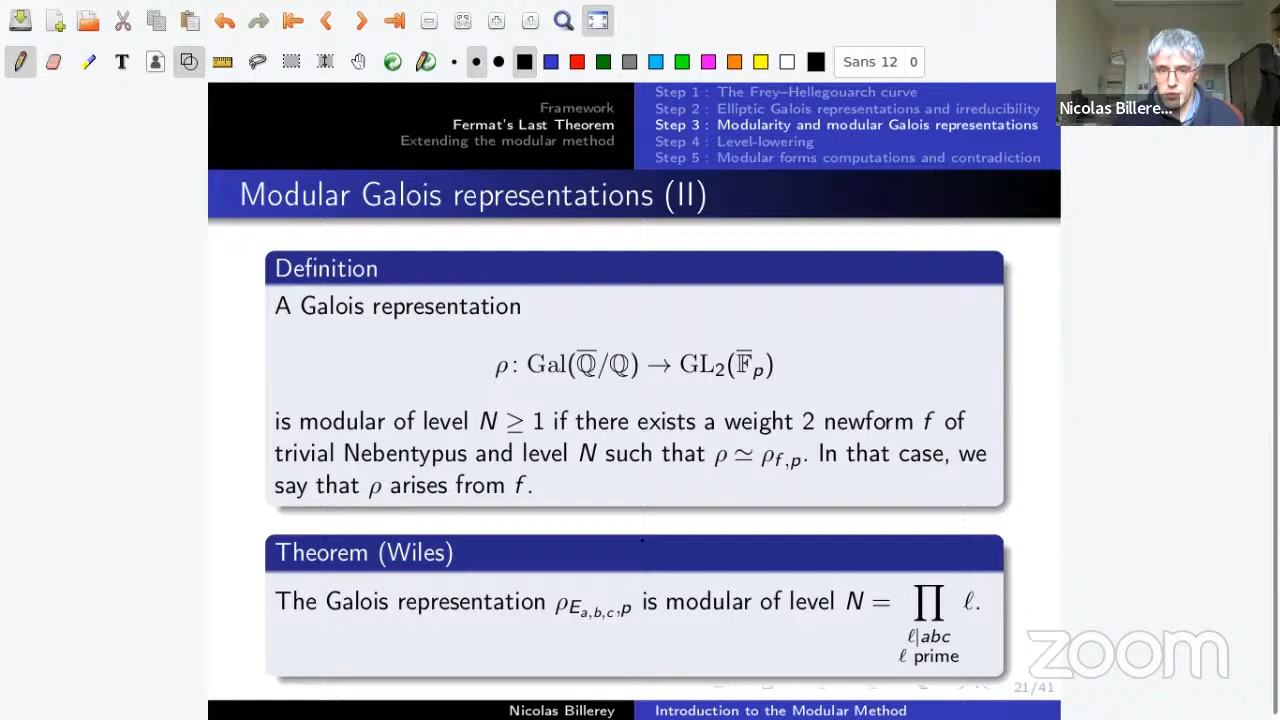 Sans 12 0
Nicolas Billere...
Framework
Fermat's Last Theorem
Extending the modular method
Step 1 : The Frey–Hellegouarch curve
Step 2 : Elliptic Galois representations and irreducibility
Step 3 : Modularity and modular Galois representations
Step 4 : Level-lowering
Step 5 : Modular forms computations and contradiction
Modular Galois representations (II)
Definition
A Galois representation
ρ: Gal(Q̅/Q) → GL₂(F̅ₚ)
is modular of level N ≥ 1 if there exists a weight 2 newform f of
trivial Nebentypus and level N such that ρ ≃ ρ_{f,p}. In that case, we
say that ρ arises from f.
Theorem (Wiles)
The Galois representation ρ_{E_{a,b,c},p} is modular of level N = ∏ ℓ.
ℓ|abc
ℓ prime
zoom
21/41
Nicolas Billerey
Introduction to the Modular Method